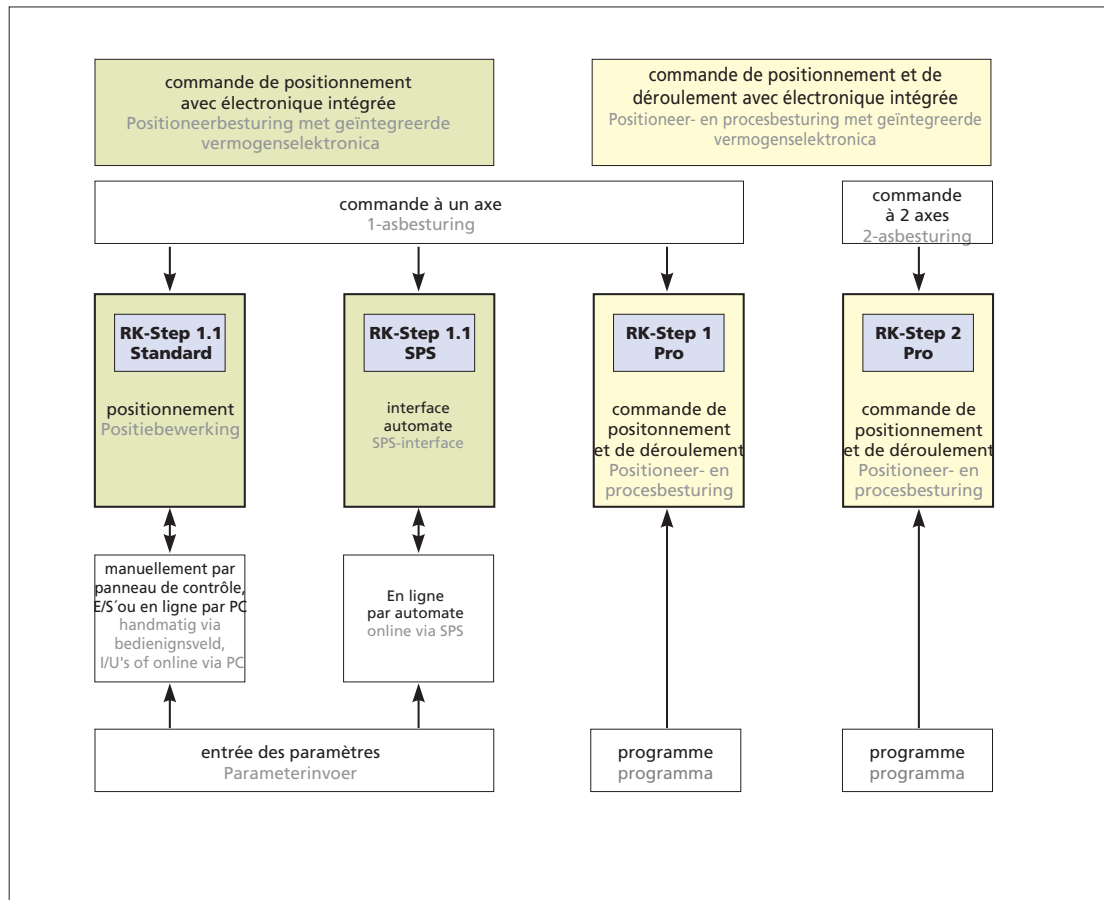 commande de positionnement
avec électronique intégrée
Positioneerbesturing met geïntegreerde
vermogenselektronica
commande de positionnement et de
déroulement avec électronique intégrée
Positioneer- en procesbesturing met geïntegreerde
vermogenselektronica
commande à un axe
1-asbesturing
commande
à 2 axes
2-asbesturing
RK-Step 1.1
Standard
positionnement
Positiebewerking
RK-Step 1.1
SPS
interface
automate
SPS-interface
RK-Step 1
Pro
commande de
positonnement
et de déroulement
Positioneer- en
procesbesturing
RK-Step 2
Pro
commande de
positionnement
et de déroulement
Positioneer- en
procesbesturing
manuellement par
panneau de contrôle,
E/S´ou en ligne par PC
handmatig via
bedienignsveld,
I/U's of online via PC
En ligne
par automate
online via SPS
entrée des paramètres
Parameterinvoer
programme
programma
programme
programma